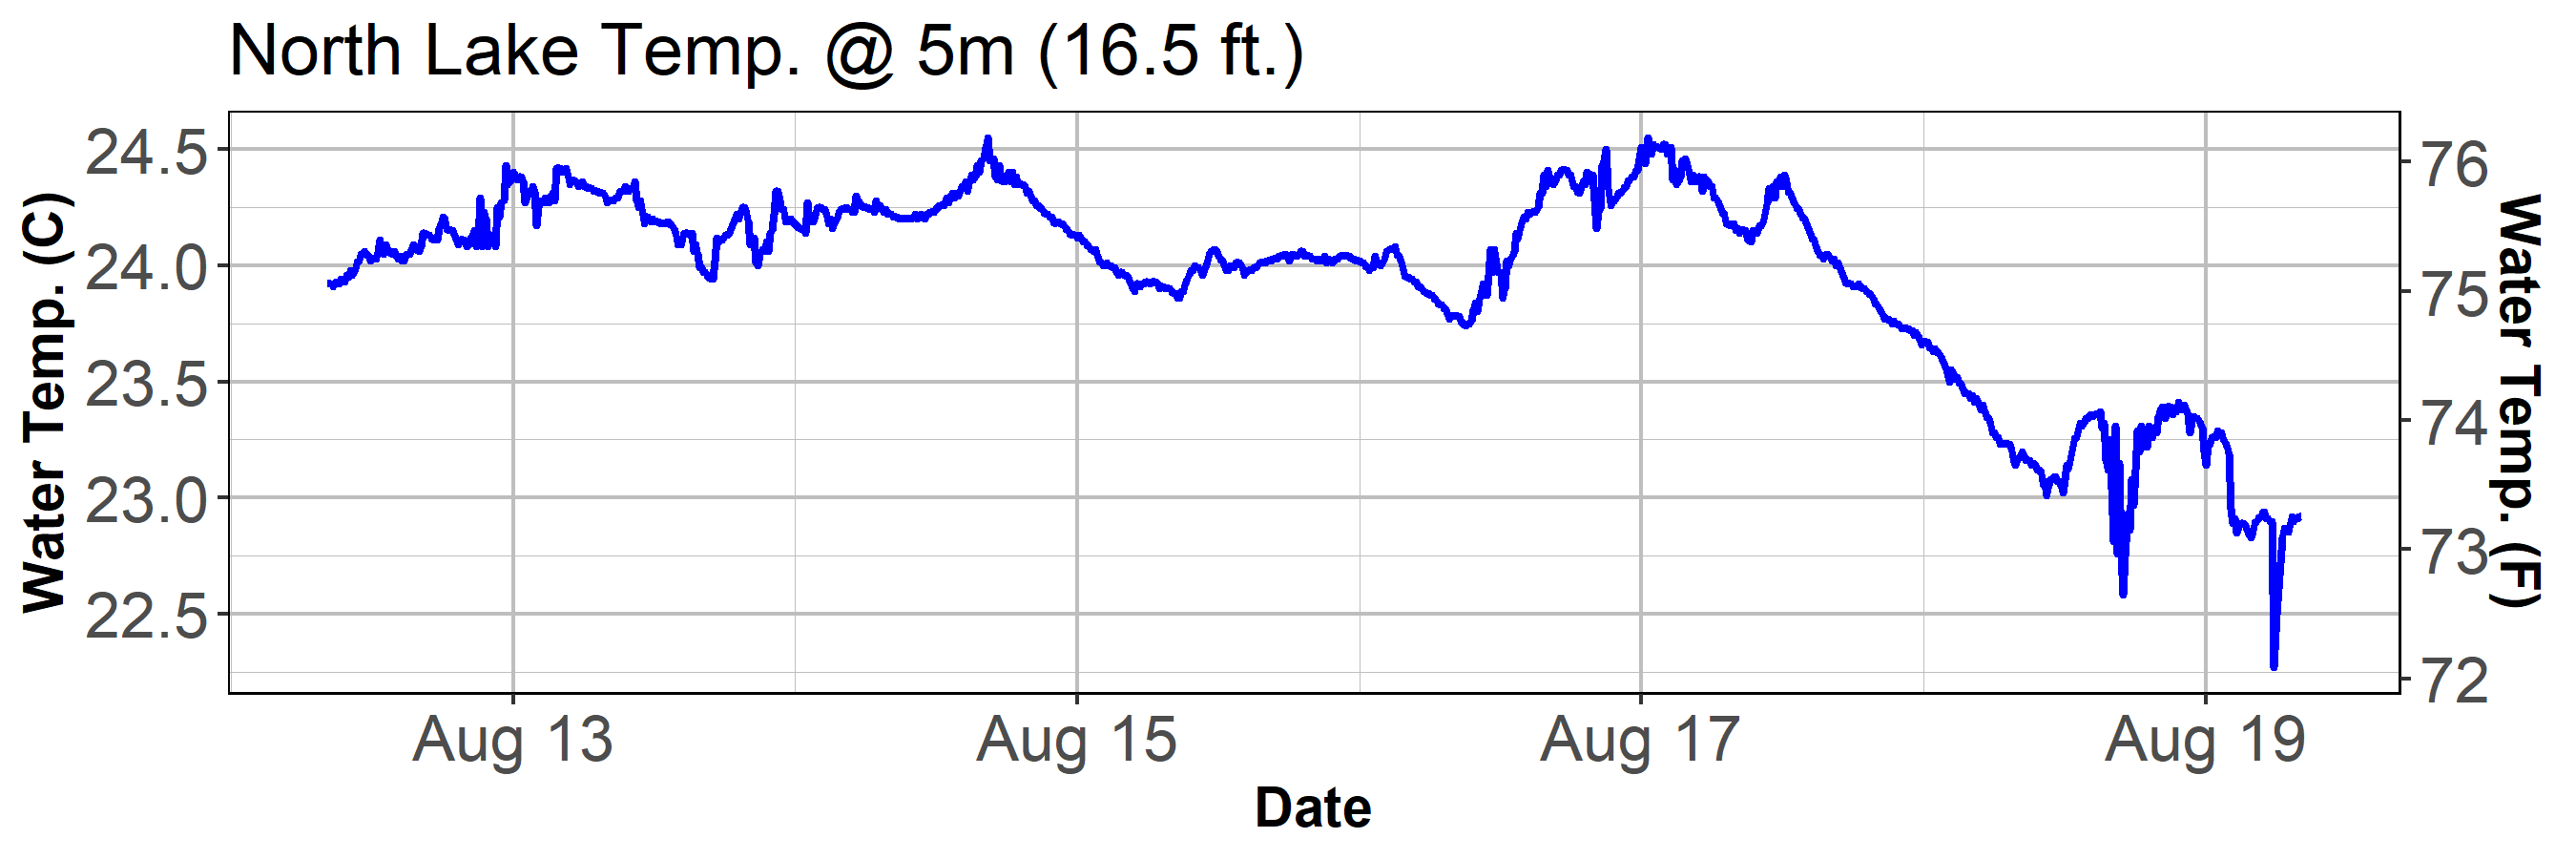 North Lake Temp. @ 5m (16.5 ft.)
Water Temp. (C)
24.5
24.0
23.5
23.0
22.5
76
75
74
73
72
Water Temp. (F)
Aug 13
Aug 15
Aug 17
Aug 19
Date